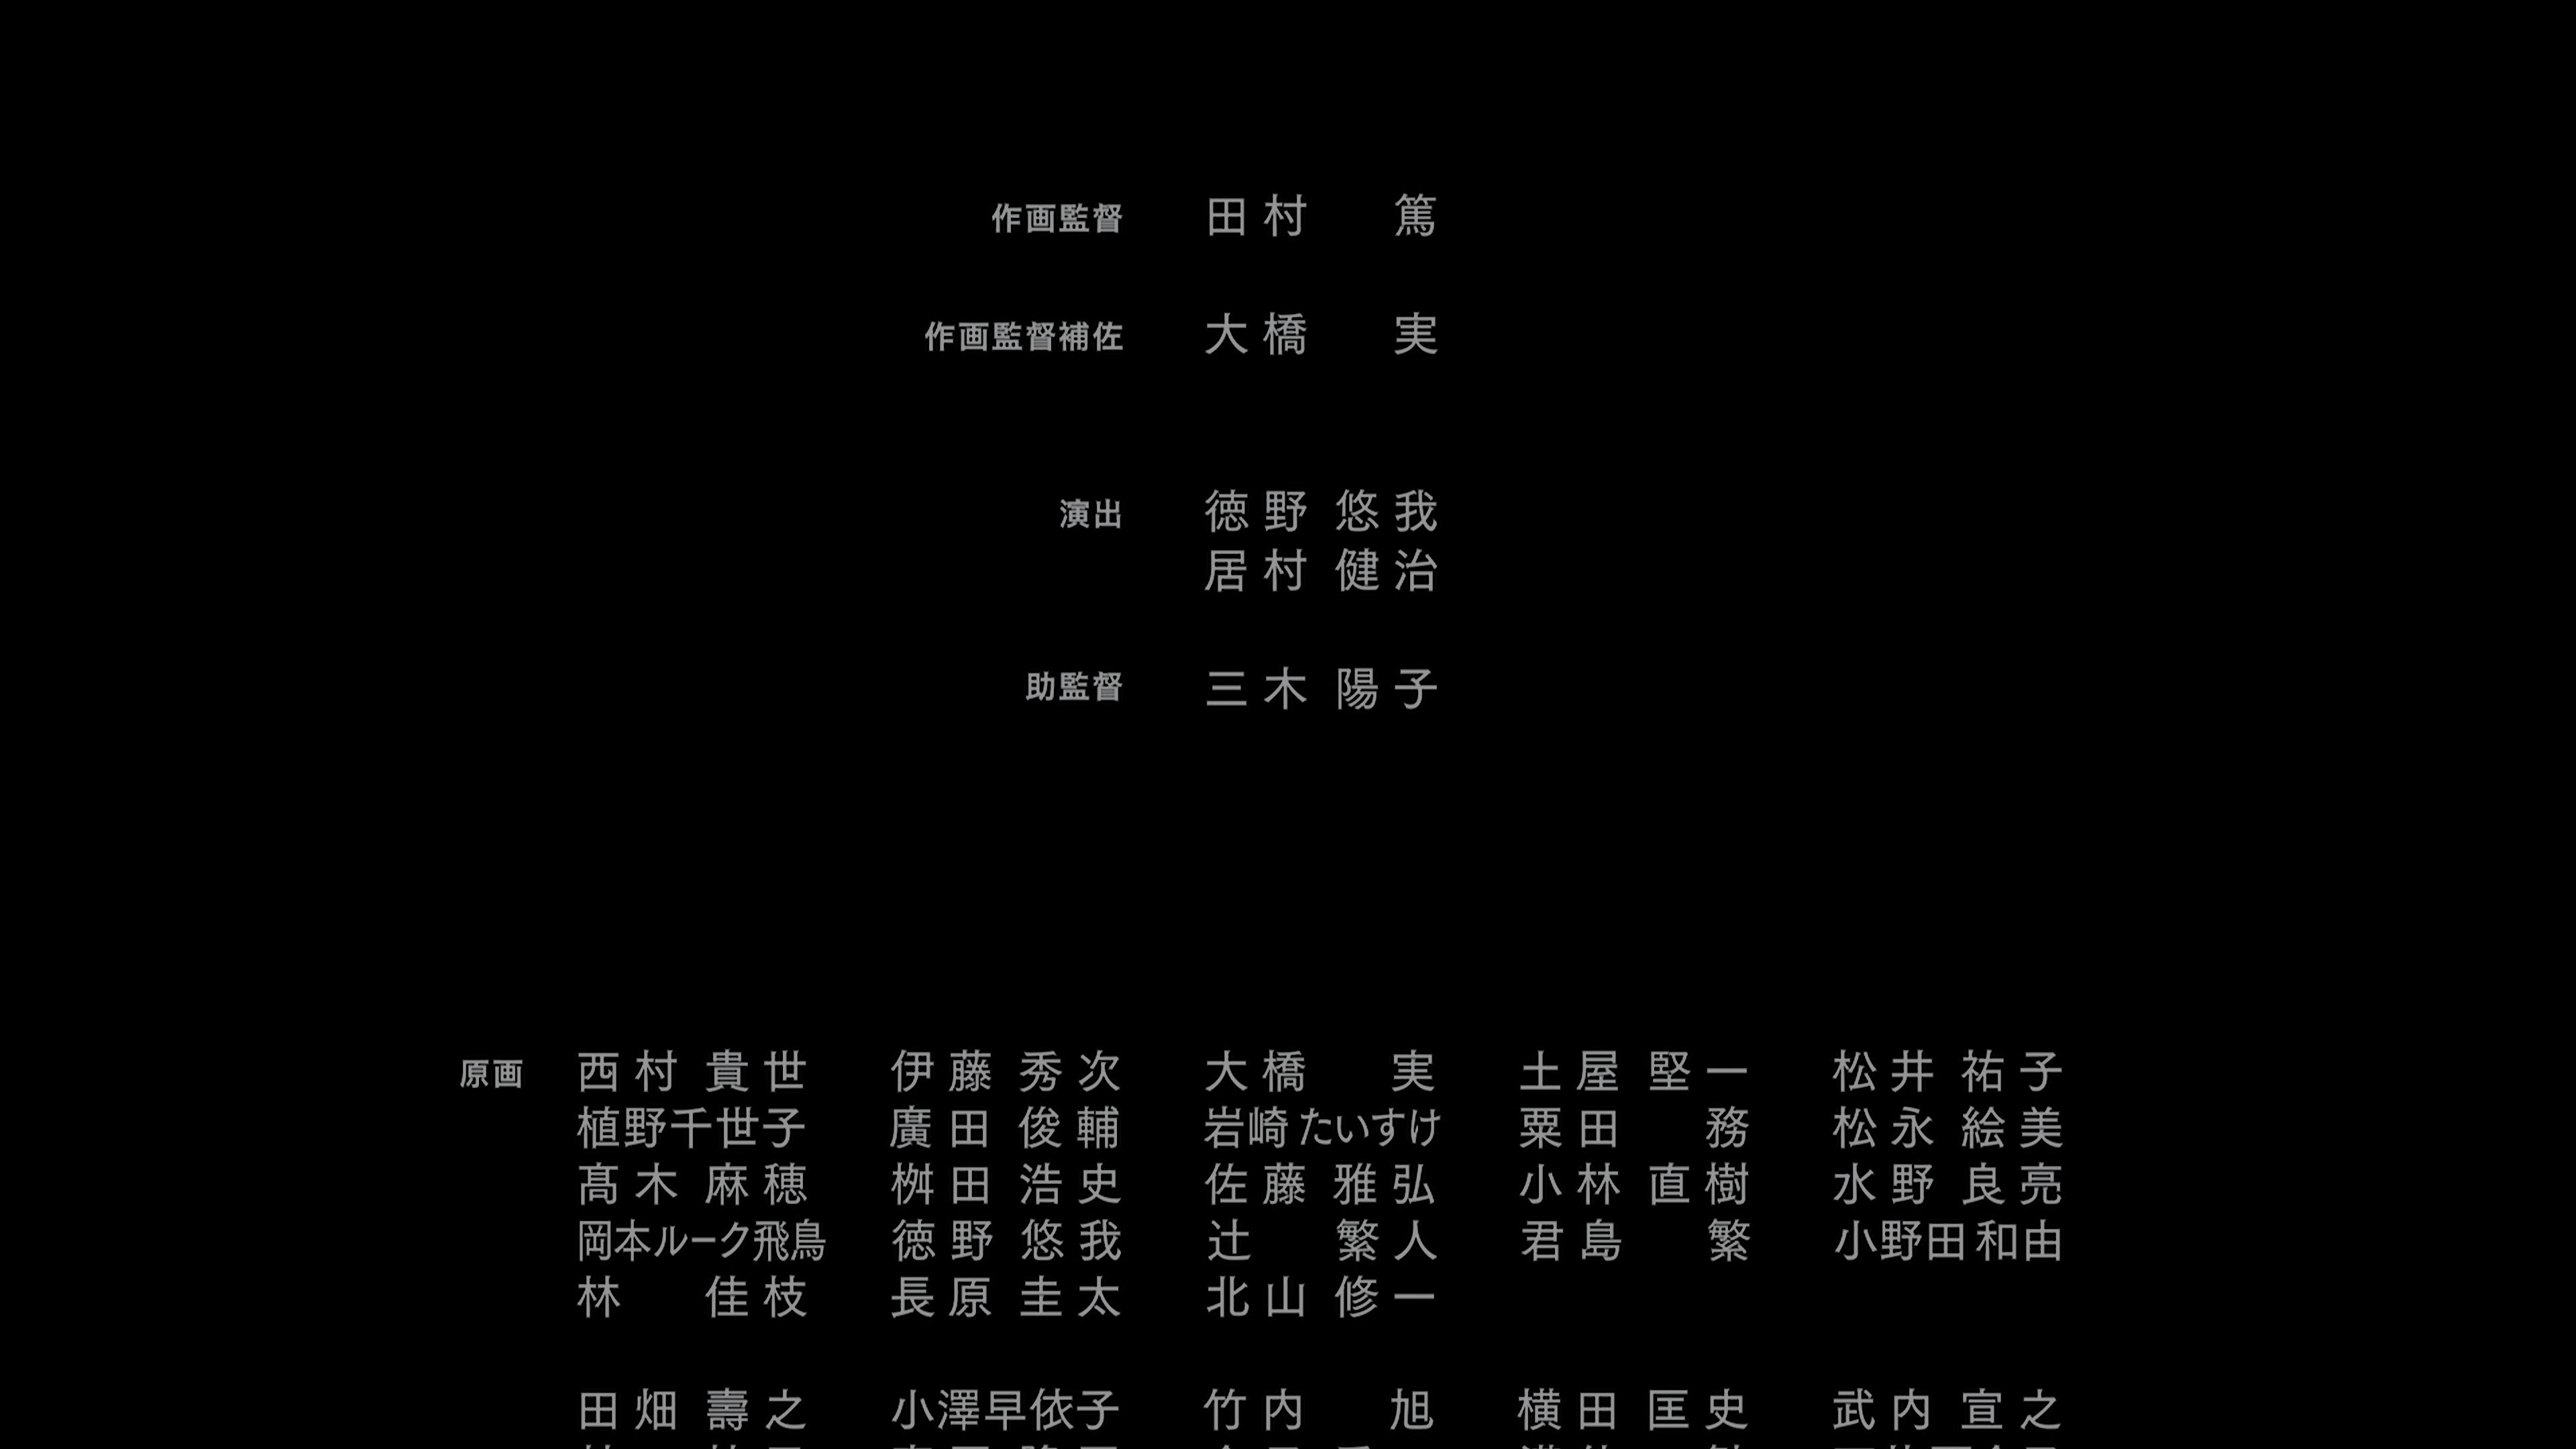 作画監督 田村 篤
作画監督補佐 大橋 実
演出 徳野 悠我
居村 健治
助監督 三木 陽子
原画 西村 貴世 伊藤 秀次 大橋 実 土屋 堅一 松井 祐子
植野千世子 廣田 俊輔 岩崎たいすけ 粟田 務 松永 絵美
髙木 麻穂 桝田 浩史 佐藤 雅弘 小林 直樹 水野 良亮
岡本ルーク飛鳥 徳野 悠我 辻 繁人 君島 繁 小野田和由
林 佳枝 長原 圭太 北山 修一
田畑 壽之 小澤早依子 竹内 旭 横田 匡史 武内 宣之